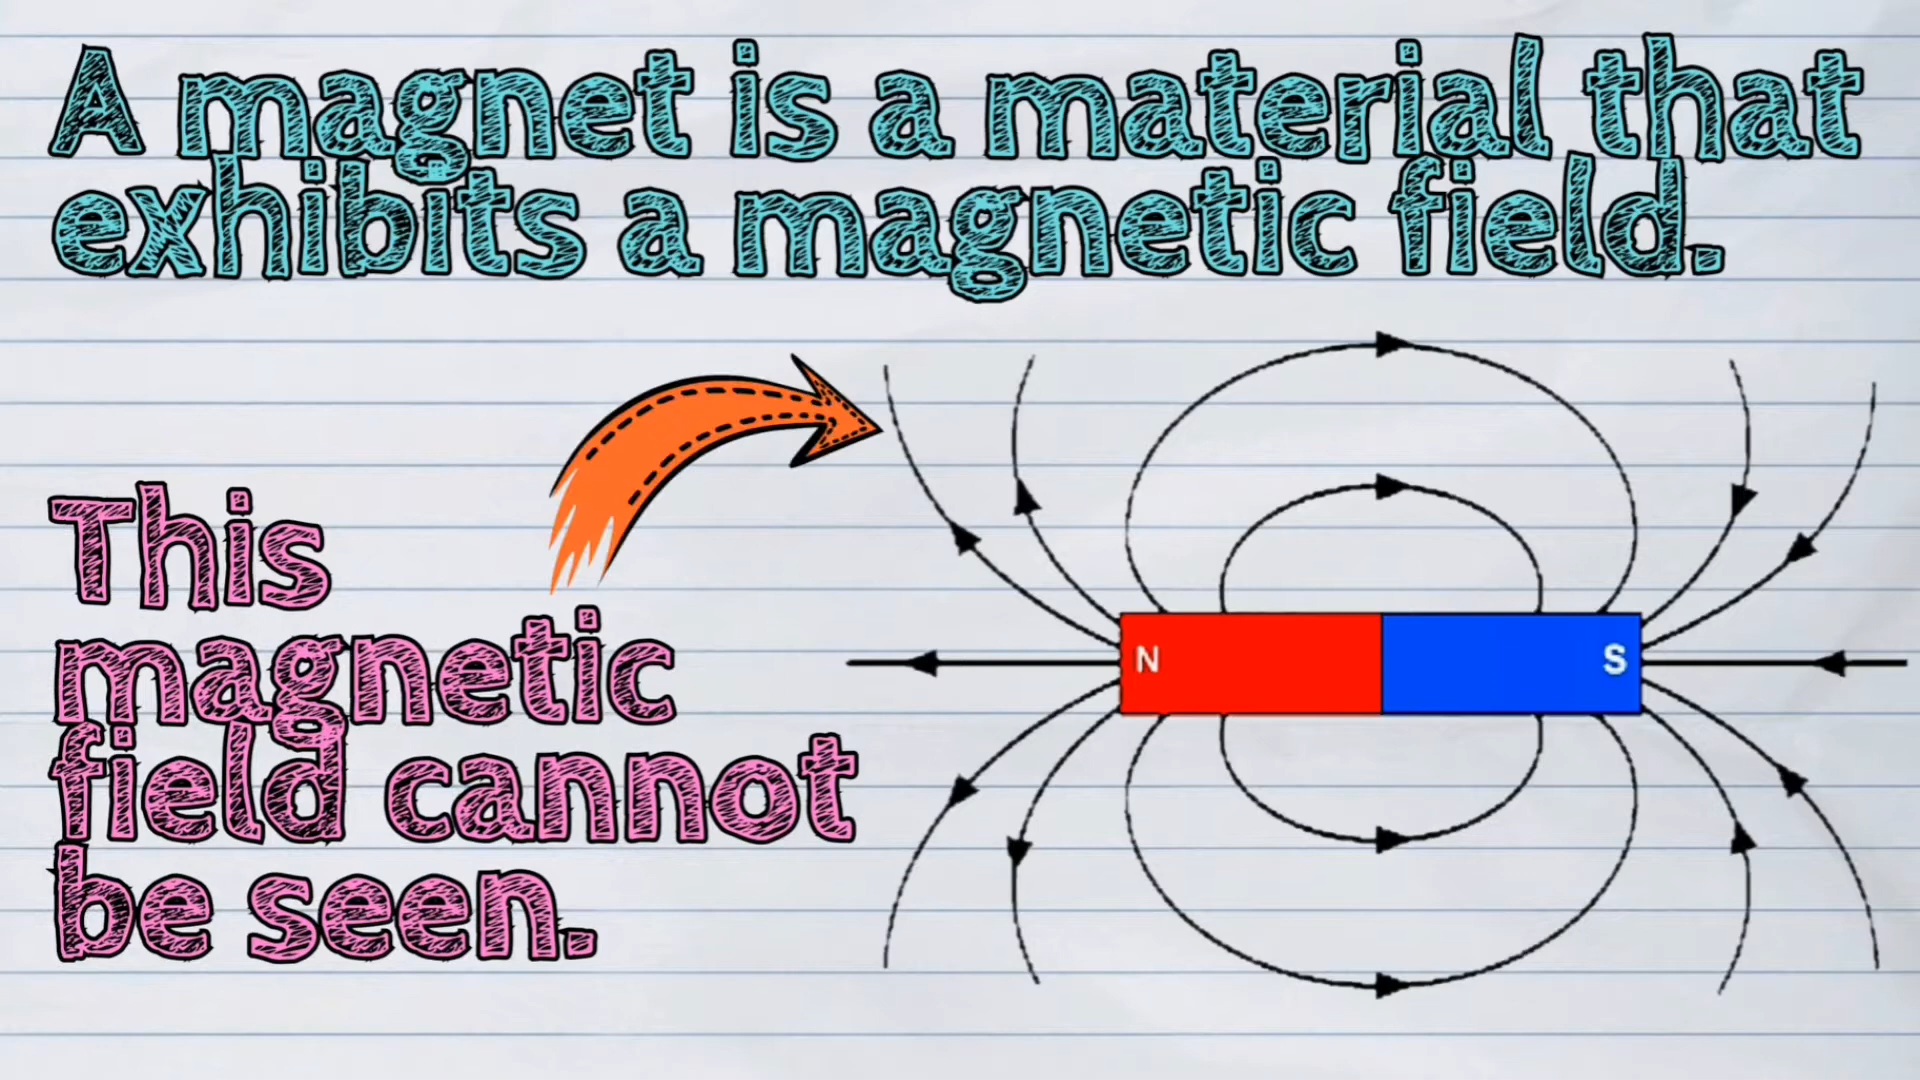 A magnet is a material that
exhibits a magnetic field.
This
magnetic
field cannot
be seen.
N
S